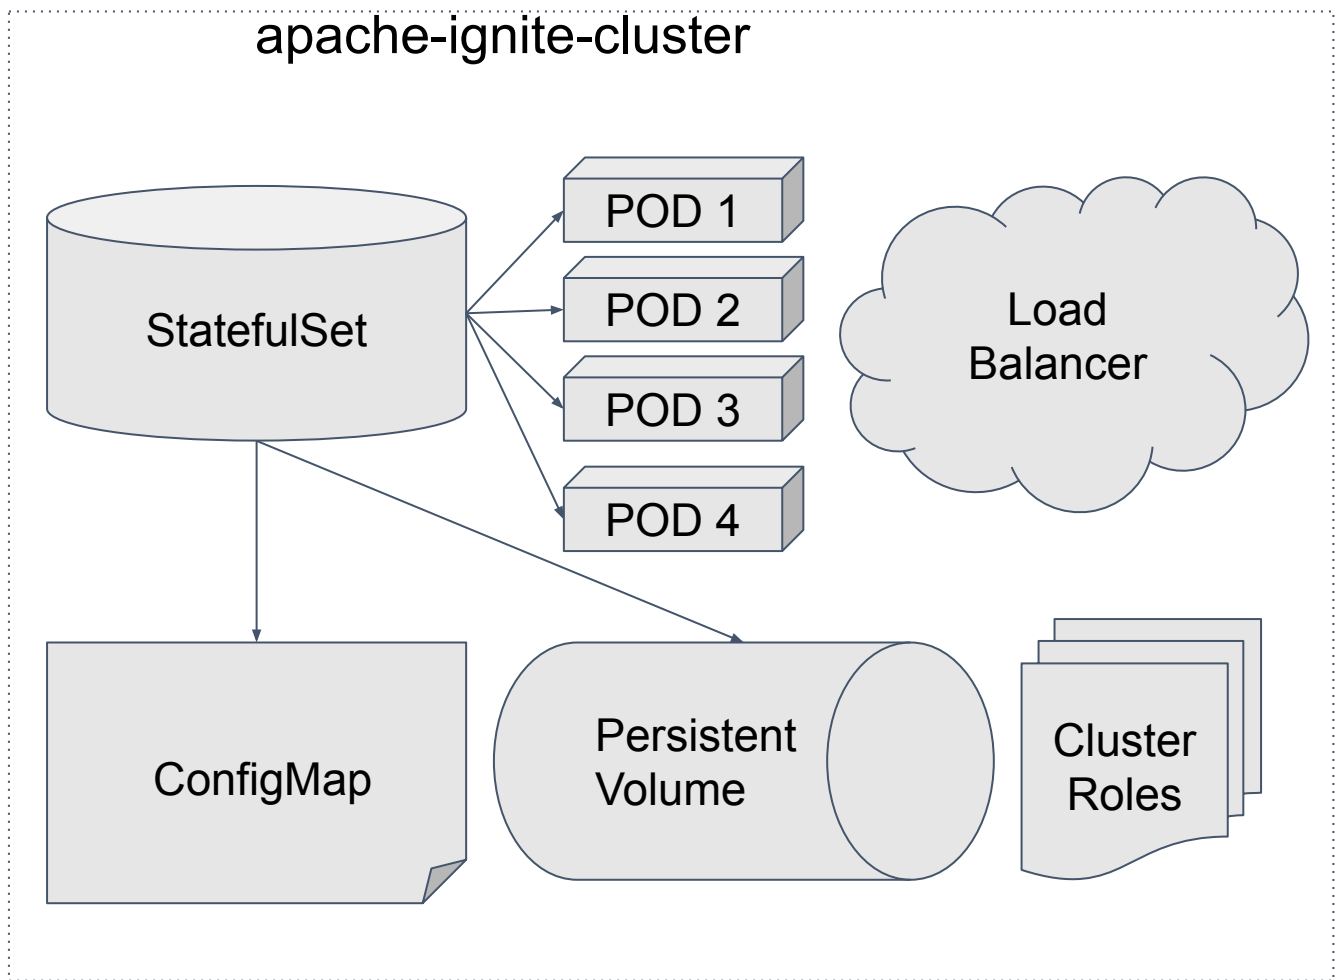 apache-ignite-cluster
StatefulSet
POD 1
POD 2
POD 3
POD 4
Load
Balancer
ConfigMap
Persistent
Volume
Cluster
Roles